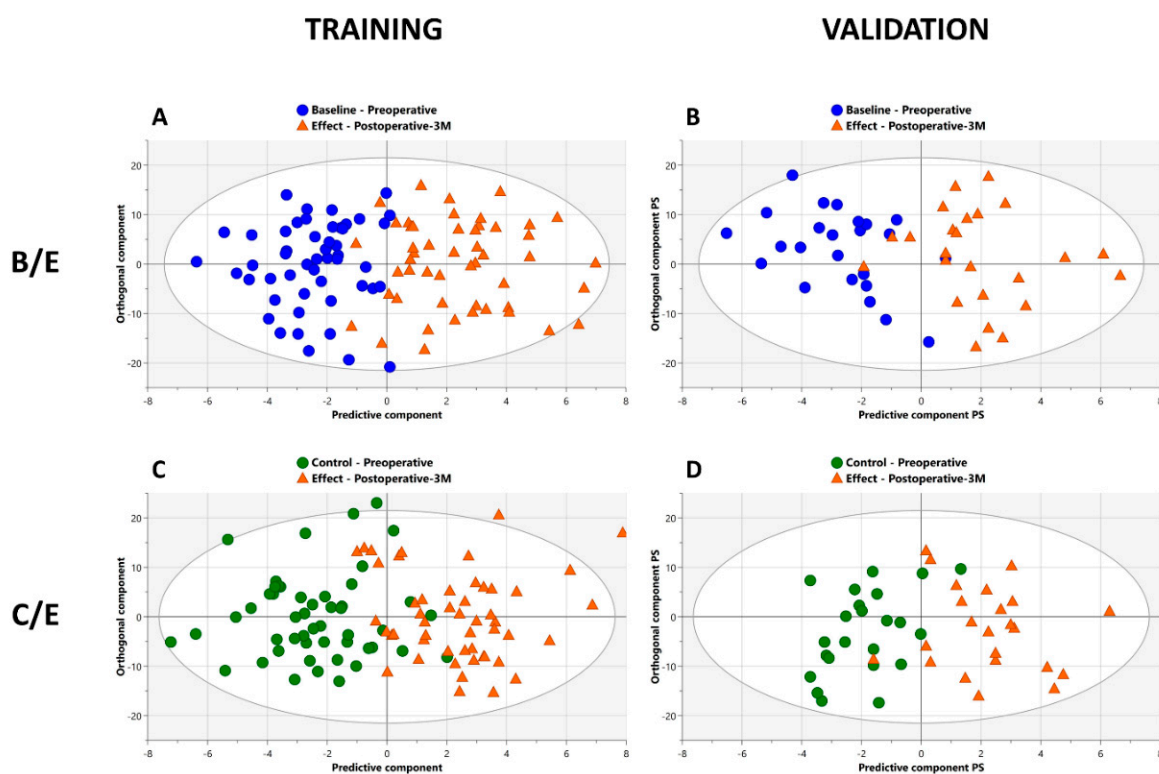 TRAINING
VALIDATION
B/E
A
Baseline - Preoperative
Effect - Postoperative-3M
Orthogonal component
20
10
0
-10
-20
-8 -6 -4 -2 0 2 4 6 8
Predictive component
B
Baseline - Preoperative
Effect - Postoperative-3M
Orthogonal component PS
20
10
0
-10
-20
-8 -6 -4 -2 0 2 4 6 8
Predictive component PS
C/E
C
Control - Preoperative
Effect - Postoperative-3M
Orthogonal component
20
10
0
-10
-20
-8 -6 -4 -2 0 2 4 6 8
Predictive component
D
Control - Preoperative
Effect - Postoperative-3M
Orthogonal component PS
20
10
0
-10
-20
-8 -6 -4 -2 0 2 4 6 8
Predictive component PS